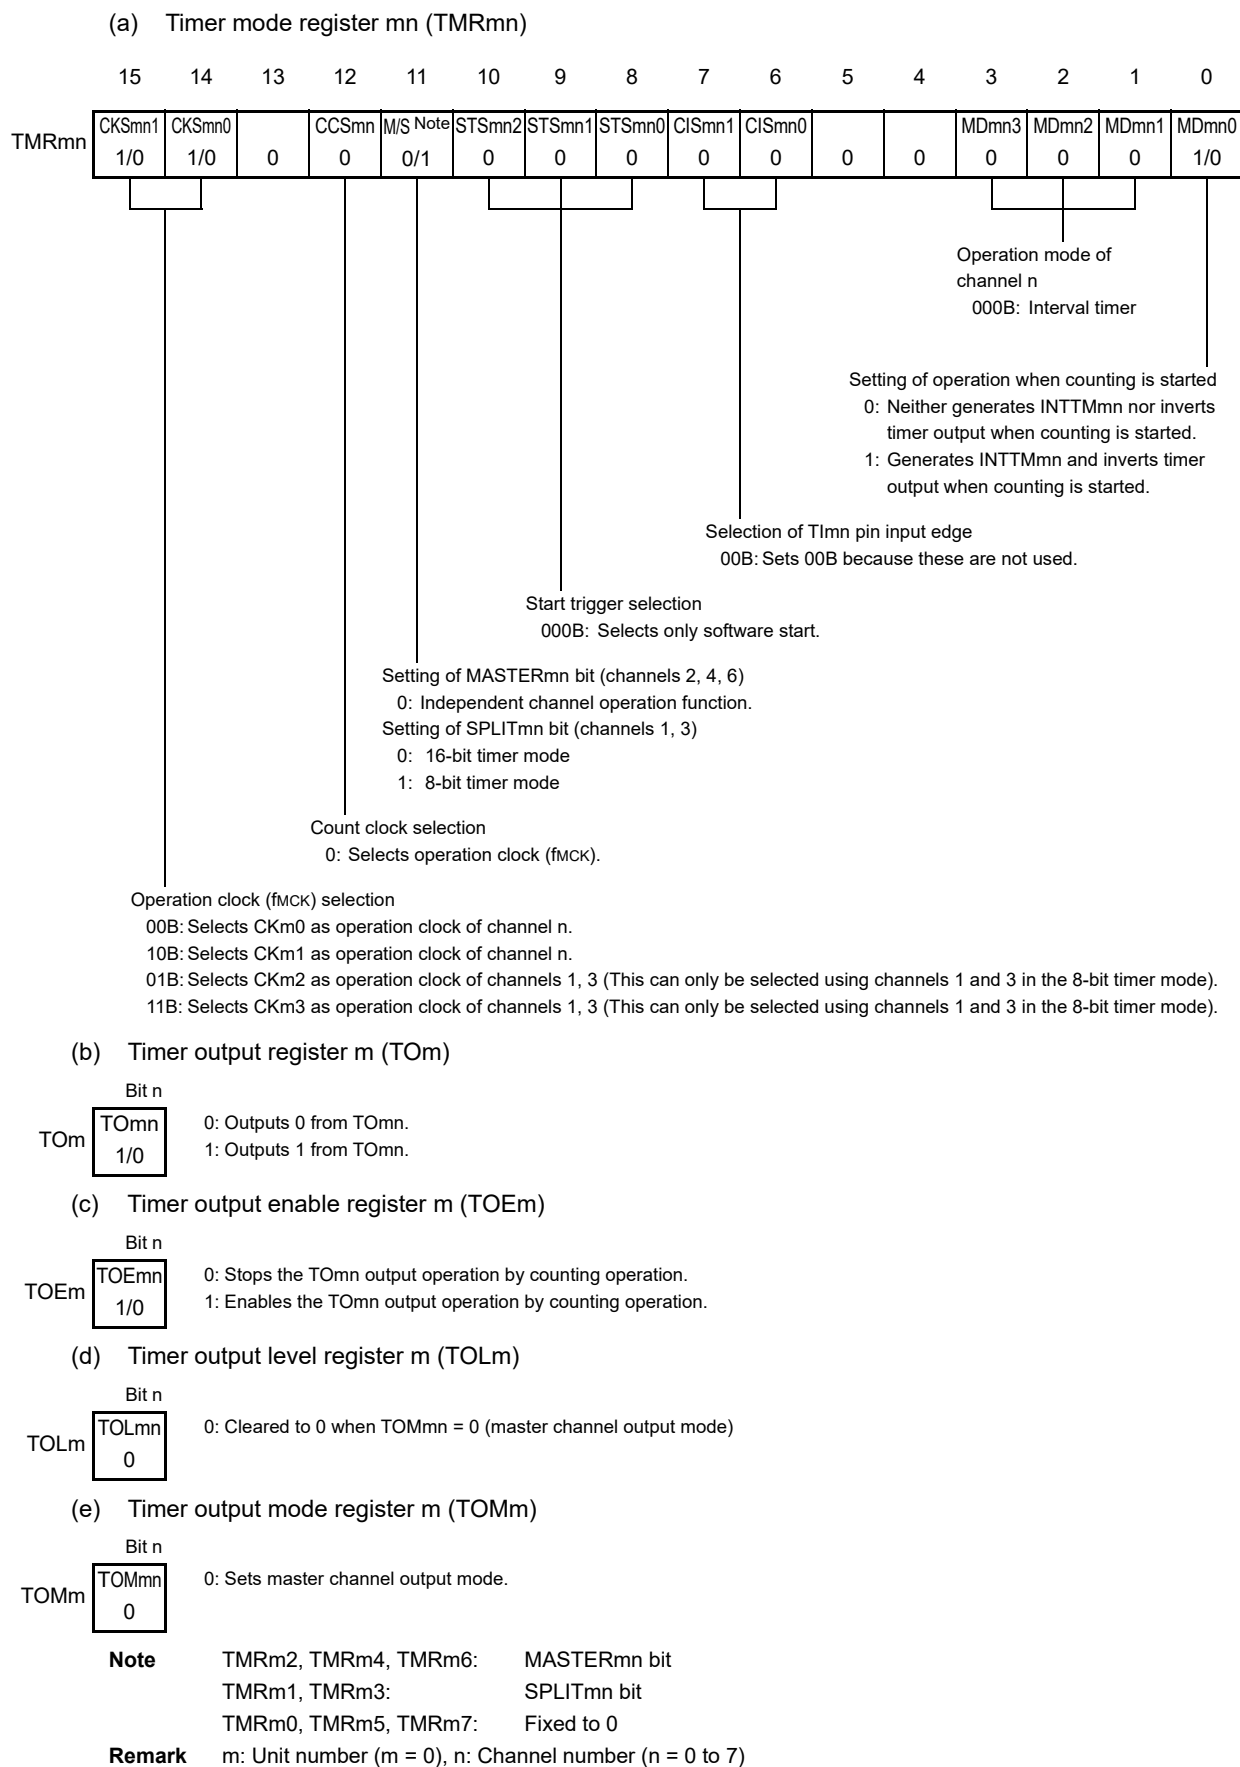 (a) Timer mode register mn (TMRmn)
15 14 13 12 11 10 9 8 7 6 5 4 3 2 1 0
CKSmn1 CKSmn0 CCSmn M/S Note STSmn2 STSmn1 STSmn0 CISmn1 CISmn0 MDmn3 MDmn2 MDmn1 MDmn0
TMRmn
1/0 1/0 0 0 0/1 0 0 0 0 0 0 0 0 0 0 1/0
Operation mode of
channel n
000B: Interval timer
Setting of operation when counting is started
0: Neither generates INTTMmn nor inverts
timer output when counting is started.
1: Generates INTTMmn and inverts timer
output when counting is started.
Selection of TImn pin input edge
00B: Sets 00B because these are not used.
Start trigger selection
000B: Selects only software start.
Setting of MASTERmn bit (channels 2, 4, 6)
0: Independent channel operation function.
Setting of SPLITmn bit (channels 1, 3)
0: 16-bit timer mode
1: 8-bit timer mode
Count clock selection
0: Selects operation clock (fMCK).
Operation clock (fMCK) selection
00B: Selects CKm0 as operation clock of channel n.
10B: Selects CKm1 as operation clock of channel n.
01B: Selects CKm2 as operation clock of channels 1, 3 (This can only be selected using channels 1 and 3 in the 8-bit timer mode).
11B: Selects CKm3 as operation clock of channels 1, 3 (This can only be selected using channels 1 and 3 in the 8-bit timer mode).
(b) Timer output register m (TOm)
Bit n
TOm
TOmn
1/0
0: Outputs 0 from TOmn.
1: Outputs 1 from TOmn.
(c) Timer output enable register m (TOEm)
Bit n
TOEm
TOEmn
1/0
0: Stops the TOmn output operation by counting operation.
1: Enables the TOmn output operation by counting operation.
(d) Timer output level register m (TOLm)
Bit n
TOLm
TOLmn
0
0: Cleared to 0 when TOMmn = 0 (master channel output mode)
(e) Timer output mode register m (TOMm)
Bit n
TOMm
TOMmn
0
0: Sets master channel output mode.
Note TMRm2, TMRm4, TMRm6: MASTERmn bit
TMRm1, TMRm3: SPLITmn bit
TMRm0, TMRm5, TMRm7: Fixed to 0
Remark m: Unit number (m = 0), n: Channel number (n = 0 to 7)